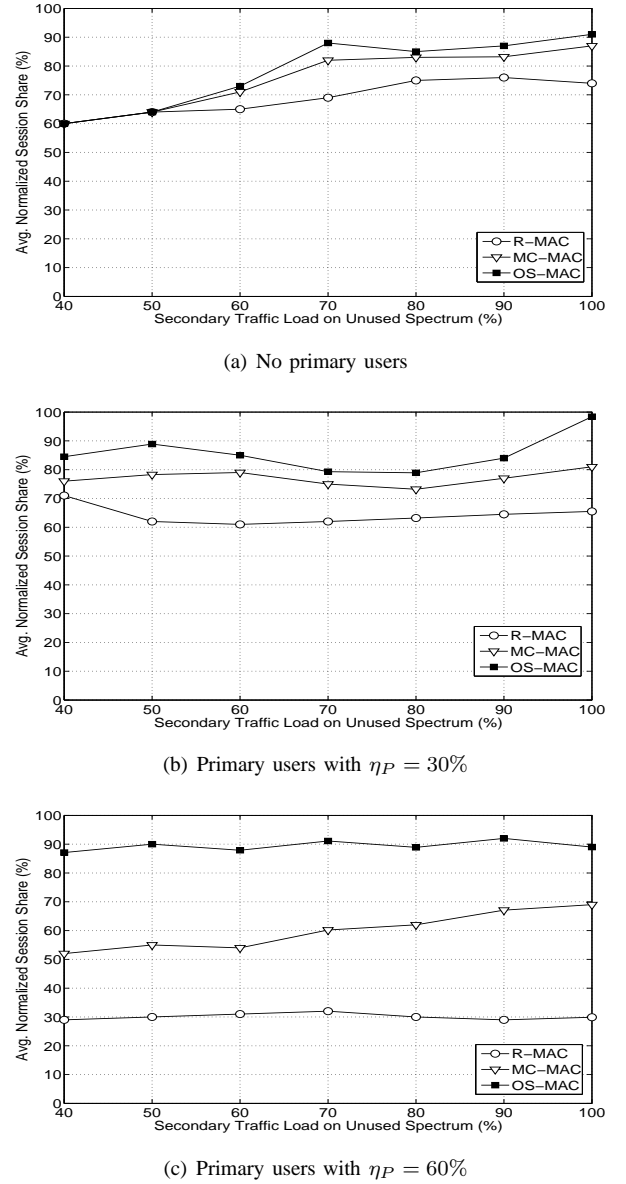 100
90
80
70
60
50
40
30
20
10
0
Avg. Normalized Session Share (%)
R−MAC
MC−MAC
OS−MAC
40 50 60 70 80 90 100
Secondary Traffic Load on Unused Spectrum (%)
(a) No primary users
100
90
80
70
60
50
40
30
20
10
0
Avg. Normalized Session Share (%)
R−MAC
MC−MAC
OS−MAC
40 50 60 70 80 90 100
Secondary Traffic Load on Unused Spectrum (%)
(b) Primary users with $\eta_P = 30\%$
100
90
80
70
60
50
40
30
20
10
0
Avg. Normalized Session Share (%)
R−MAC
MC−MAC
OS−MAC
40 50 60 70 80 90 100
Secondary Traffic Load on Unused Spectrum (%)
(c) Primary users with $\eta_P = 60\%$